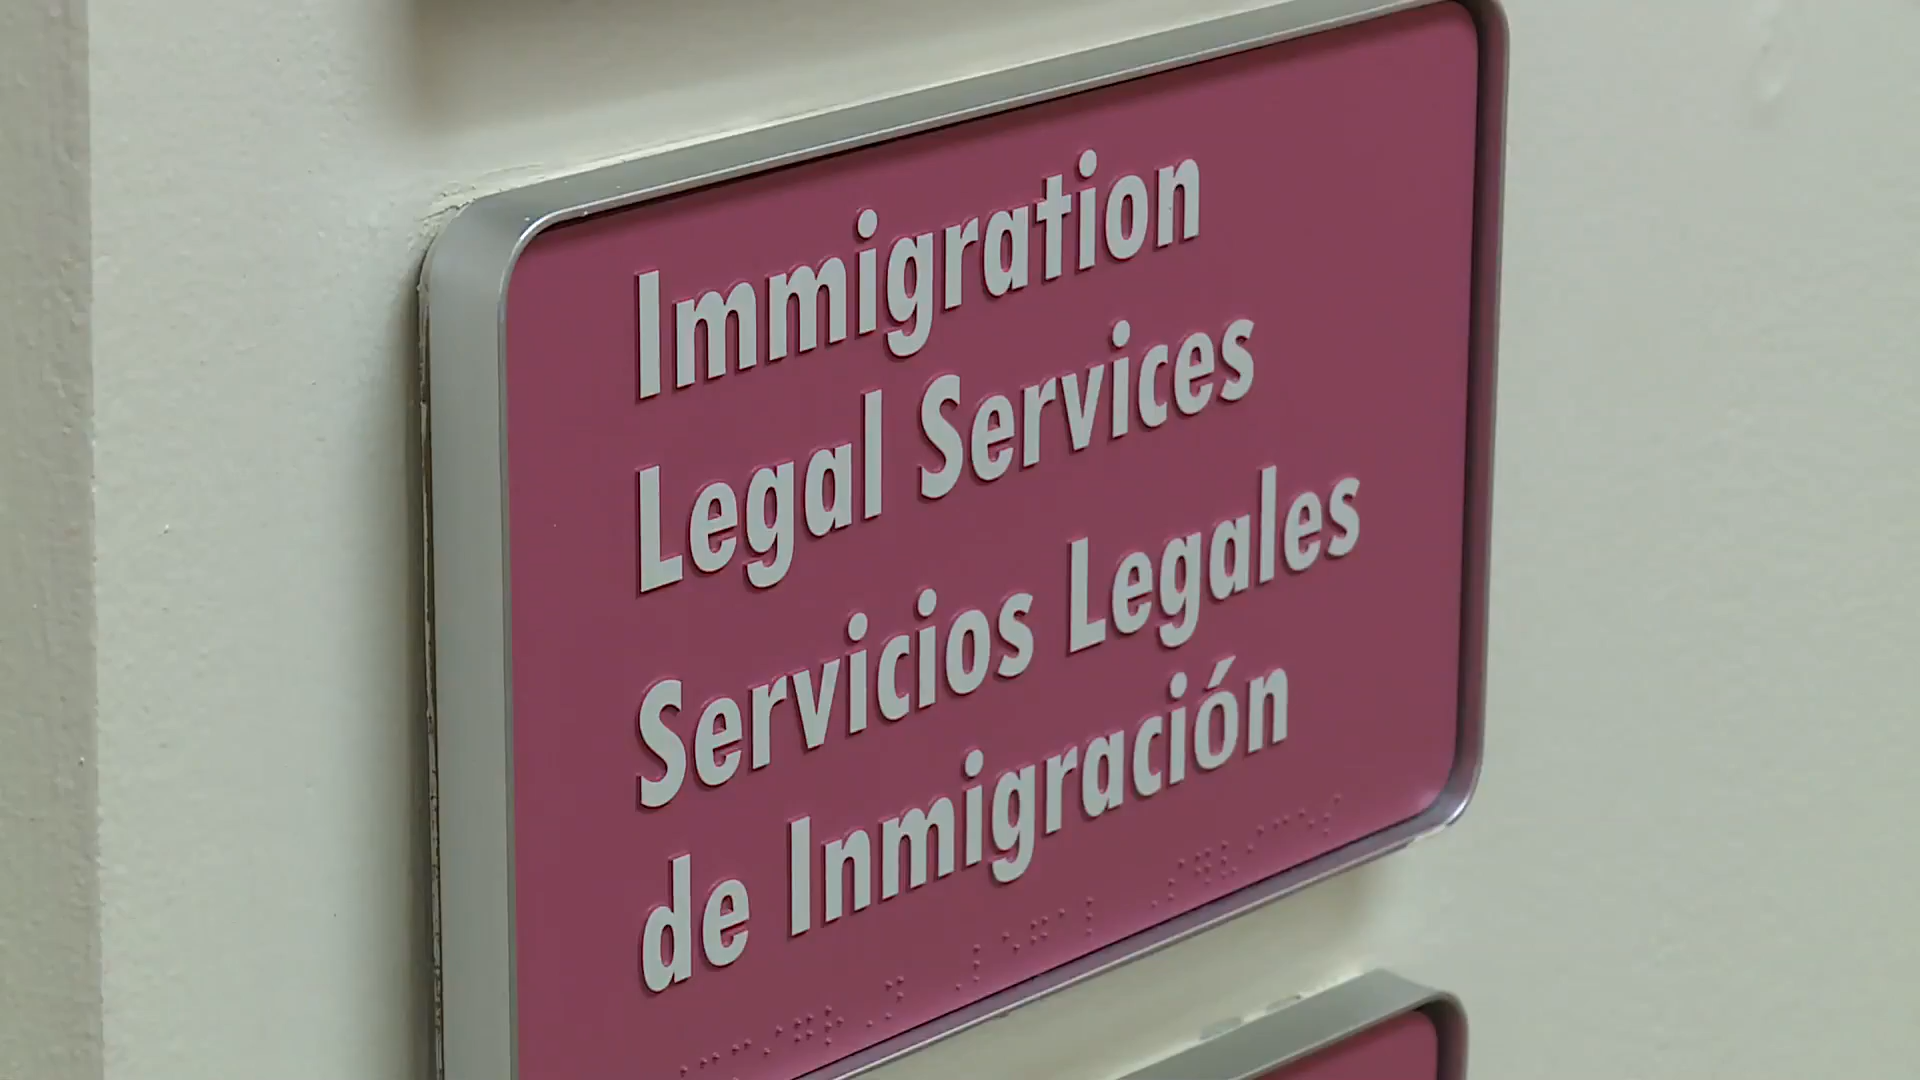 Immigration
Legal Services
Servicios Legales
de Inmigración